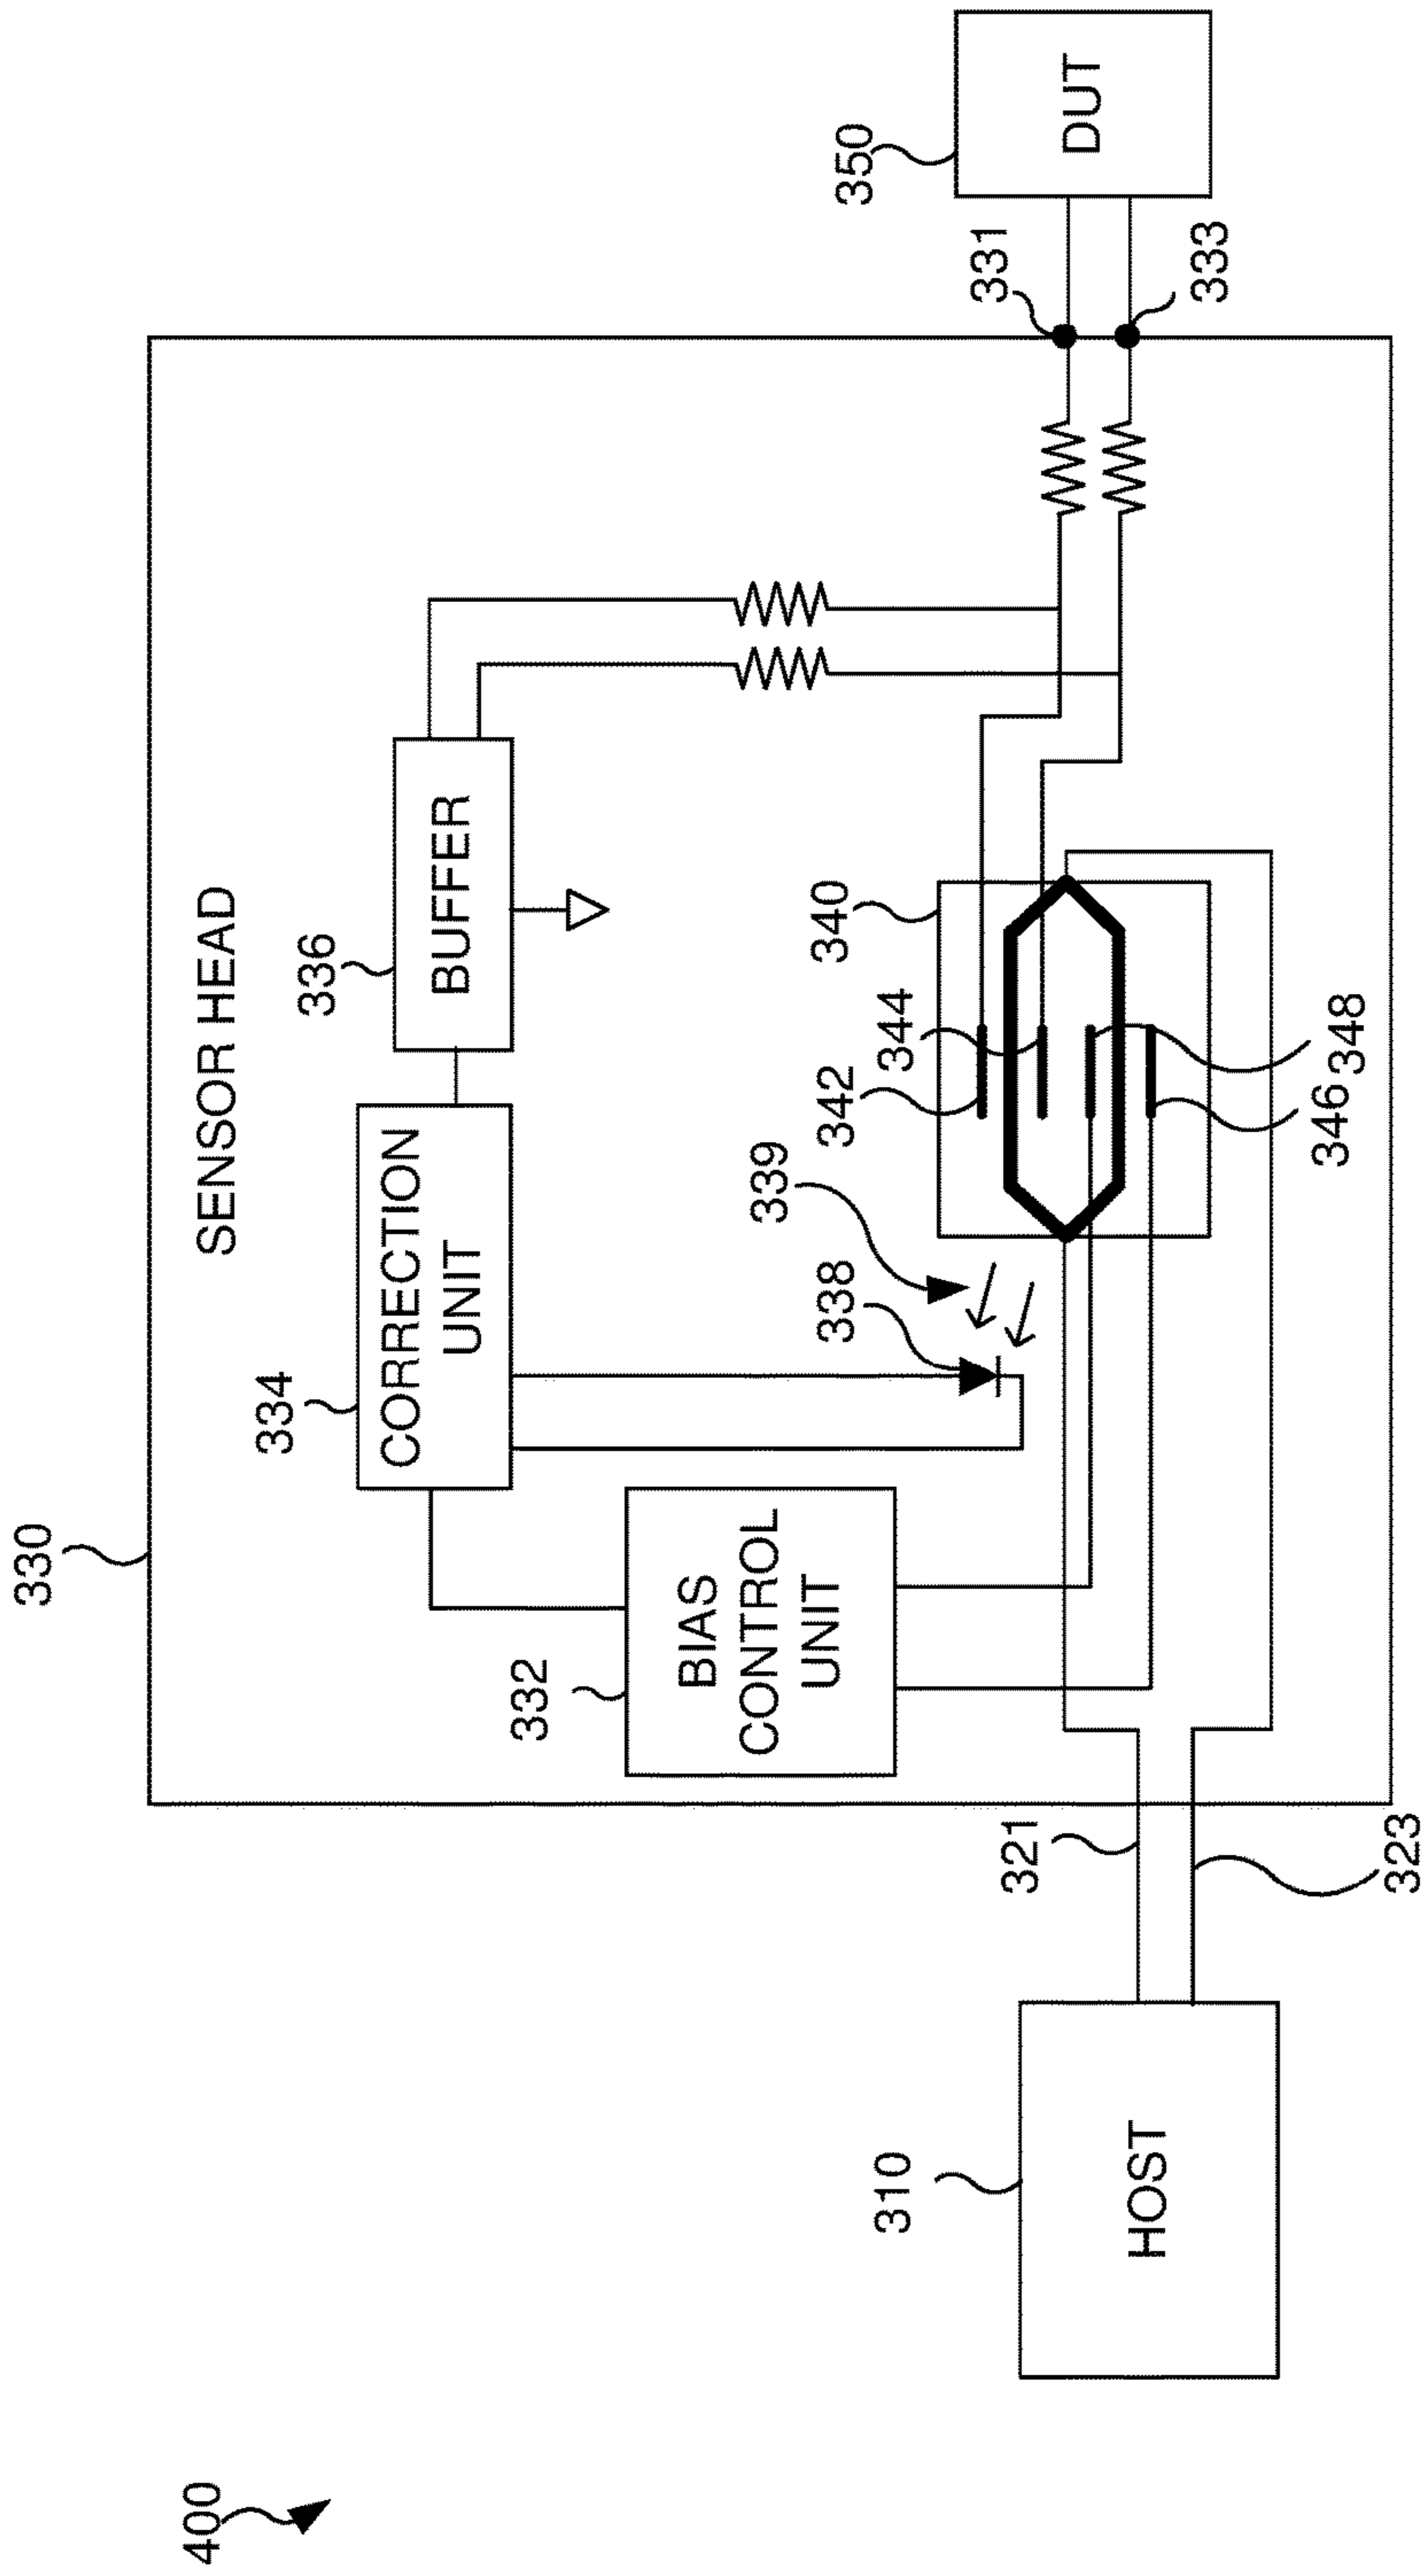 400
330
SENSOR HEAD
334
CORRECTION
UNIT
336
BUFFER
332
BIAS
CONTROL
UNIT
338
339
342
344
340
346
348
331
333
350
DUT
321
323
310
HOST